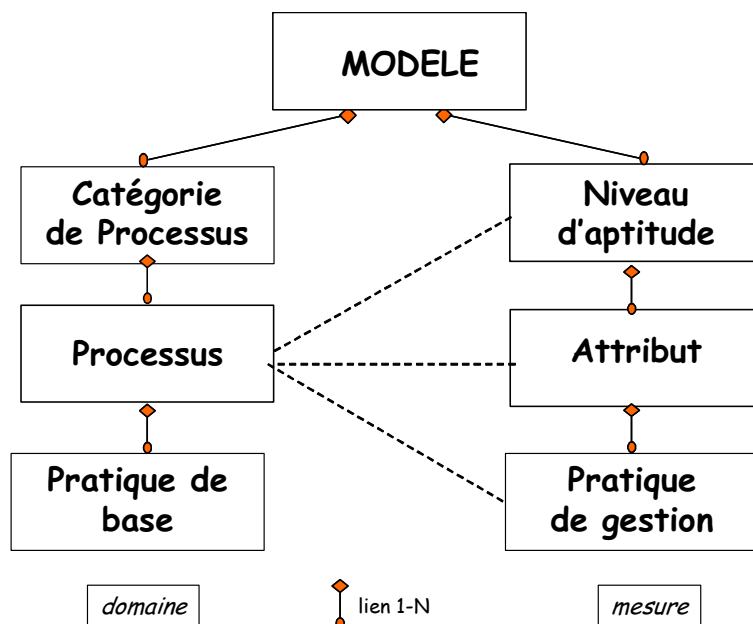 MODELE
Catégorie
de Processus
Niveau
d'aptitude
Processus
Attribut
Pratique de
base
Pratique
de gestion
domaine
lien 1-N
mesure